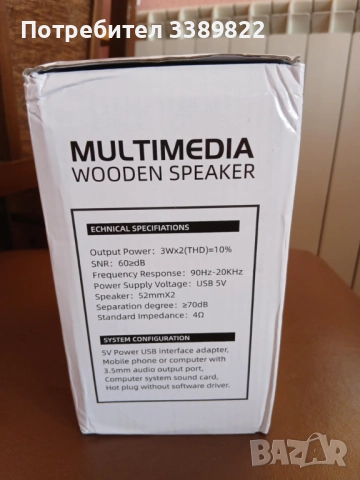 Потребител 3389822
MULTIMEDIA
WOODEN SPEAKER
ECHNICAL SPECIFIATIONS
Output Power: 3Wx2(THD)=10%
SNR: 60≥dB
Frequency Response: 90Hz-20KHz
Power Supply Voltage: USB 5V
Speaker: 52mmX2
Separation degree: ≥70dB
Standard Impedance: 4Ω
SYSTEM CONFIGURATION
5V Power USB interface adapter,
Mobile phone or computer with
3.5mm audio output port,
Computer system sound card,
Hot plug without software driver.
BAZAR
bg